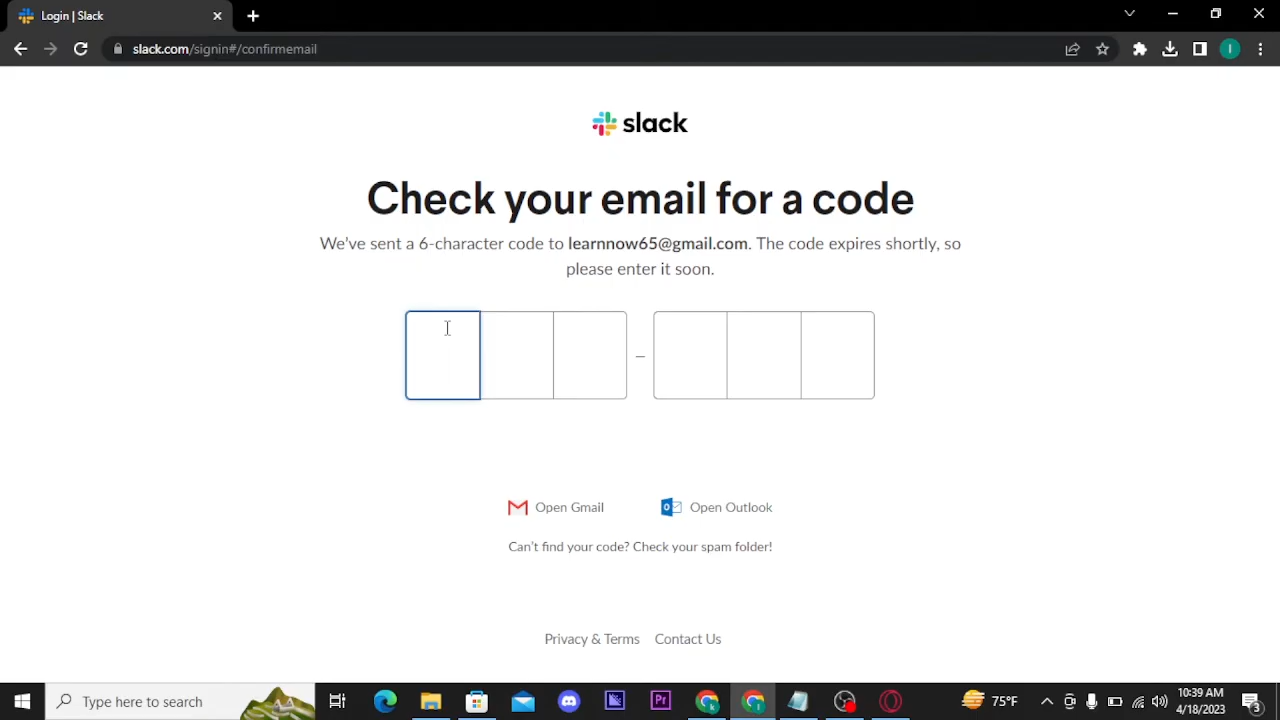 Login | Slack
slack.com/signin#/confirmemail
I
slack
Check your email for a code
We've sent a 6-character code to learnnow65@gmail.com. The code expires shortly, so
please enter it soon.
–
Open Gmail
Open Outlook
Can't find your code? Check your spam folder!
Privacy & Terms
Contact Us
Type here to search
75°F
10:39 AM
4/18/2023
3